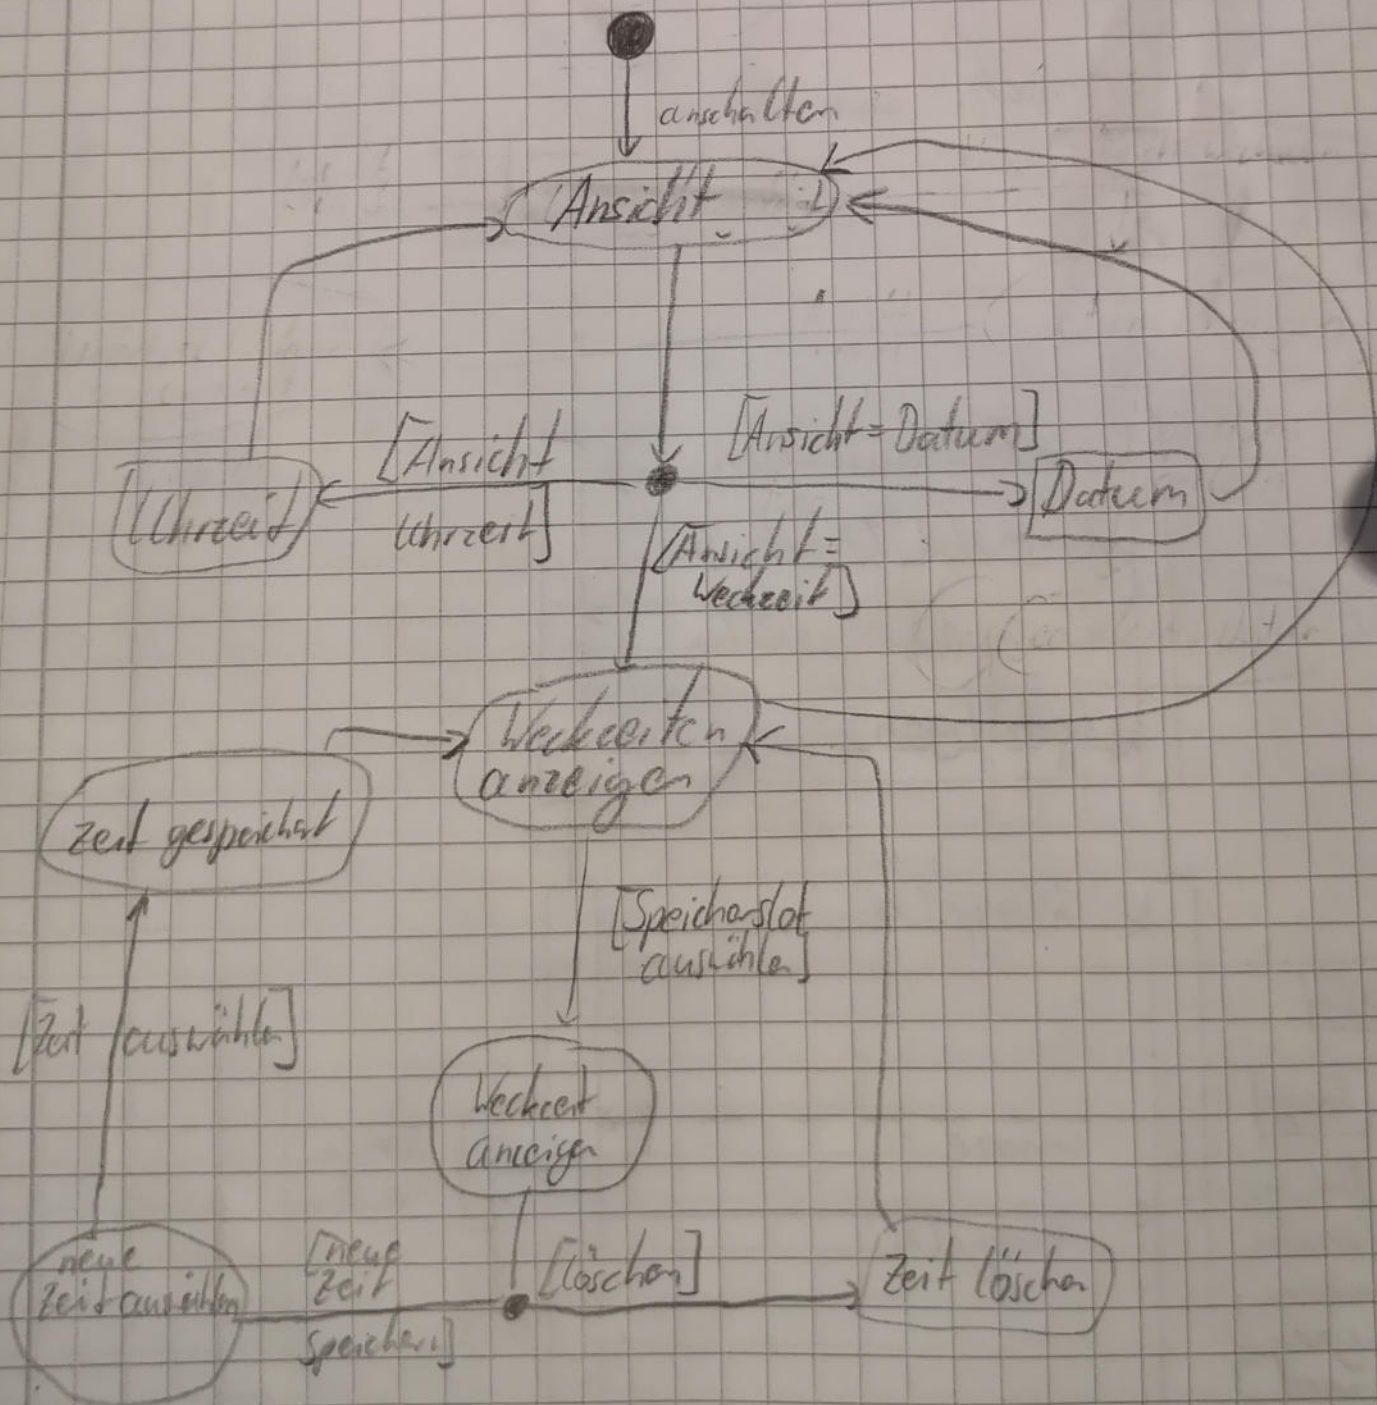 anschalten
Ansicht
[Ansicht
Uhrzeit]
[Ansicht = Datum]
Uhrzeit
Datum
[Ansicht =
Weckzeit]
Weckzeiten
anzeigen
Zeit gespeichert
[Speicherslot
auswählen]
[Zeit auswählen]
Weckzeit
anzeigen
neue
Zeit auswählen
[neue
Zeit
speichern]
[löschen]
Zeit löschen